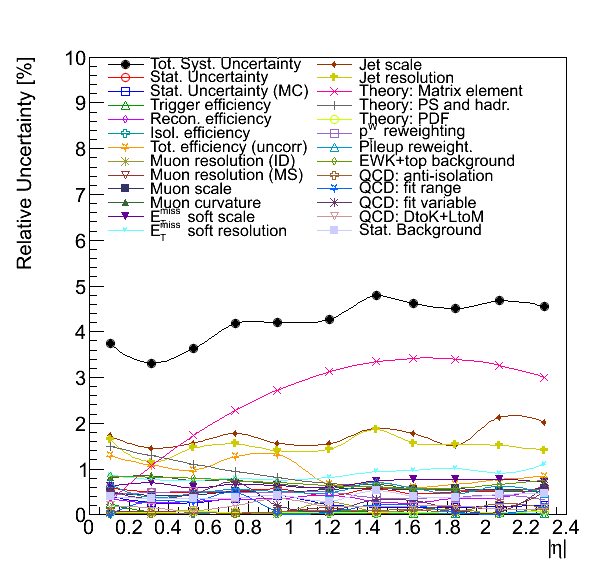 Relative Uncertainty [%]
10
9
8
7
6
5
4
3
2
1
0
Tot. Syst. Uncertainty
Stat. Uncertainty
Stat. Uncertainty (MC)
Trigger efficiency
Recon. efficiency
Isol. efficiency
Tot. efficiency (uncorr)
Muon resolution (ID)
Muon resolution (MS)
Muon scale
Muon curvature
E_T^miss soft scale
E_T^miss soft resolution
Jet scale
Jet resolution
Theory: Matrix element
Theory: PS and hadr.
Theory: PDF
p_T^W reweighting
Pileup reweight.
EWK+top background
QCD: anti-isolation
QCD: fit range
QCD: fit variable
QCD: DtoK+LtoM
Stat. Background
0 0.2 0.4 0.6 0.8 1 1.2 1.4 1.6 1.8 2 2.2 2.4
|η|